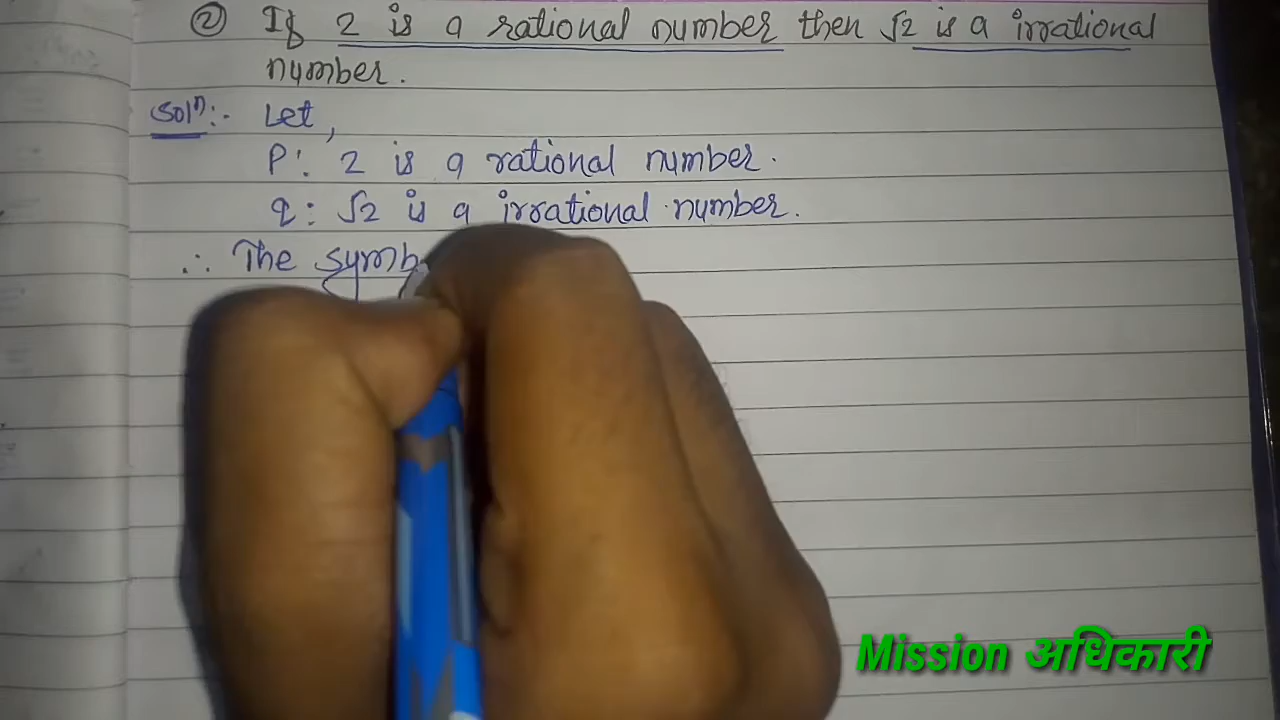 ② If 2 is a rational number then √2 is a irrational
number.
Solⁿ:- Let,
P: 2 is a rational number.
q: √2 is a irrational number.
∴ The symb
Mission अधिकारी